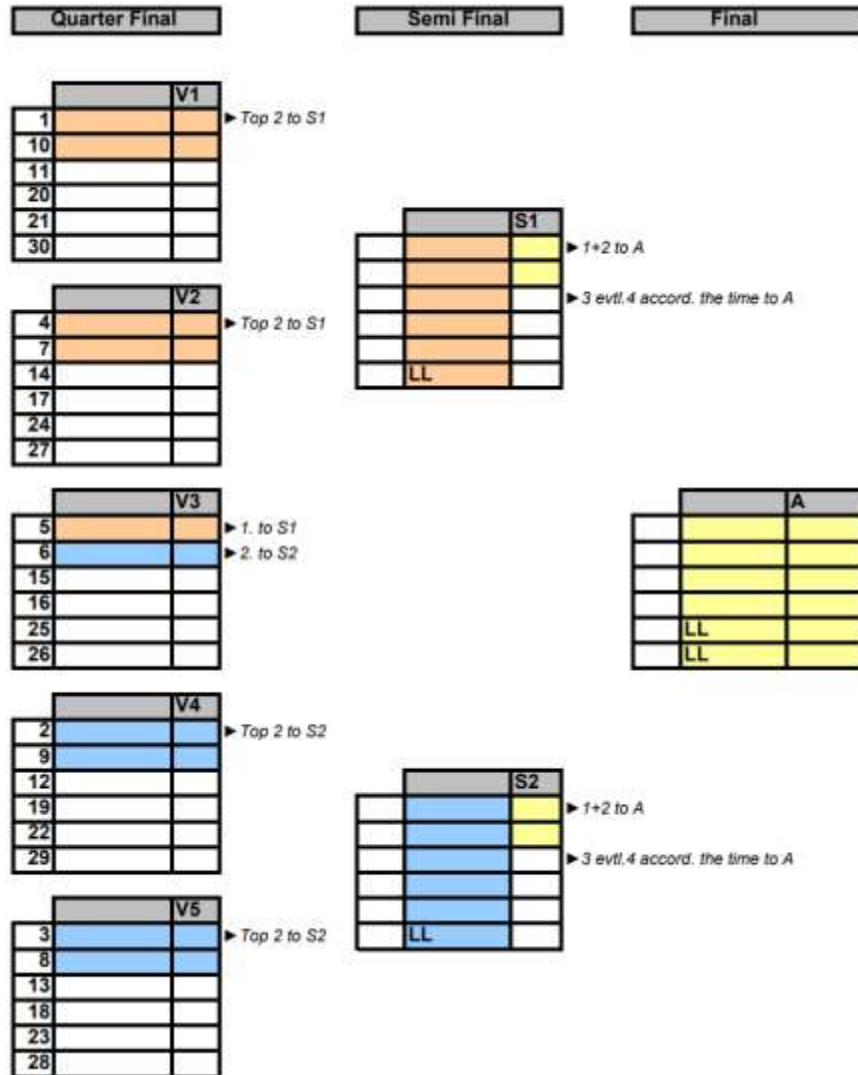 Quarter Final
Semi Final
Final
V1
1 ►Top 2 to S1
10
11
20
21
30
V2
4 ►Top 2 to S1
7
14
17
24
27
V3
5 ►1. to S1
6 ►2. to S2
15
16
25
26
V4
2 ►Top 2 to S2
9
12
19
22
29
V5
3 ►Top 2 to S2
8
13
18
23
28
S1
►1+2 to A
►3 evtl.4 accord. the time to A
LL
S2
►1+2 to A
►3 evtl.4 accord. the time to A
LL
A
LL
LL